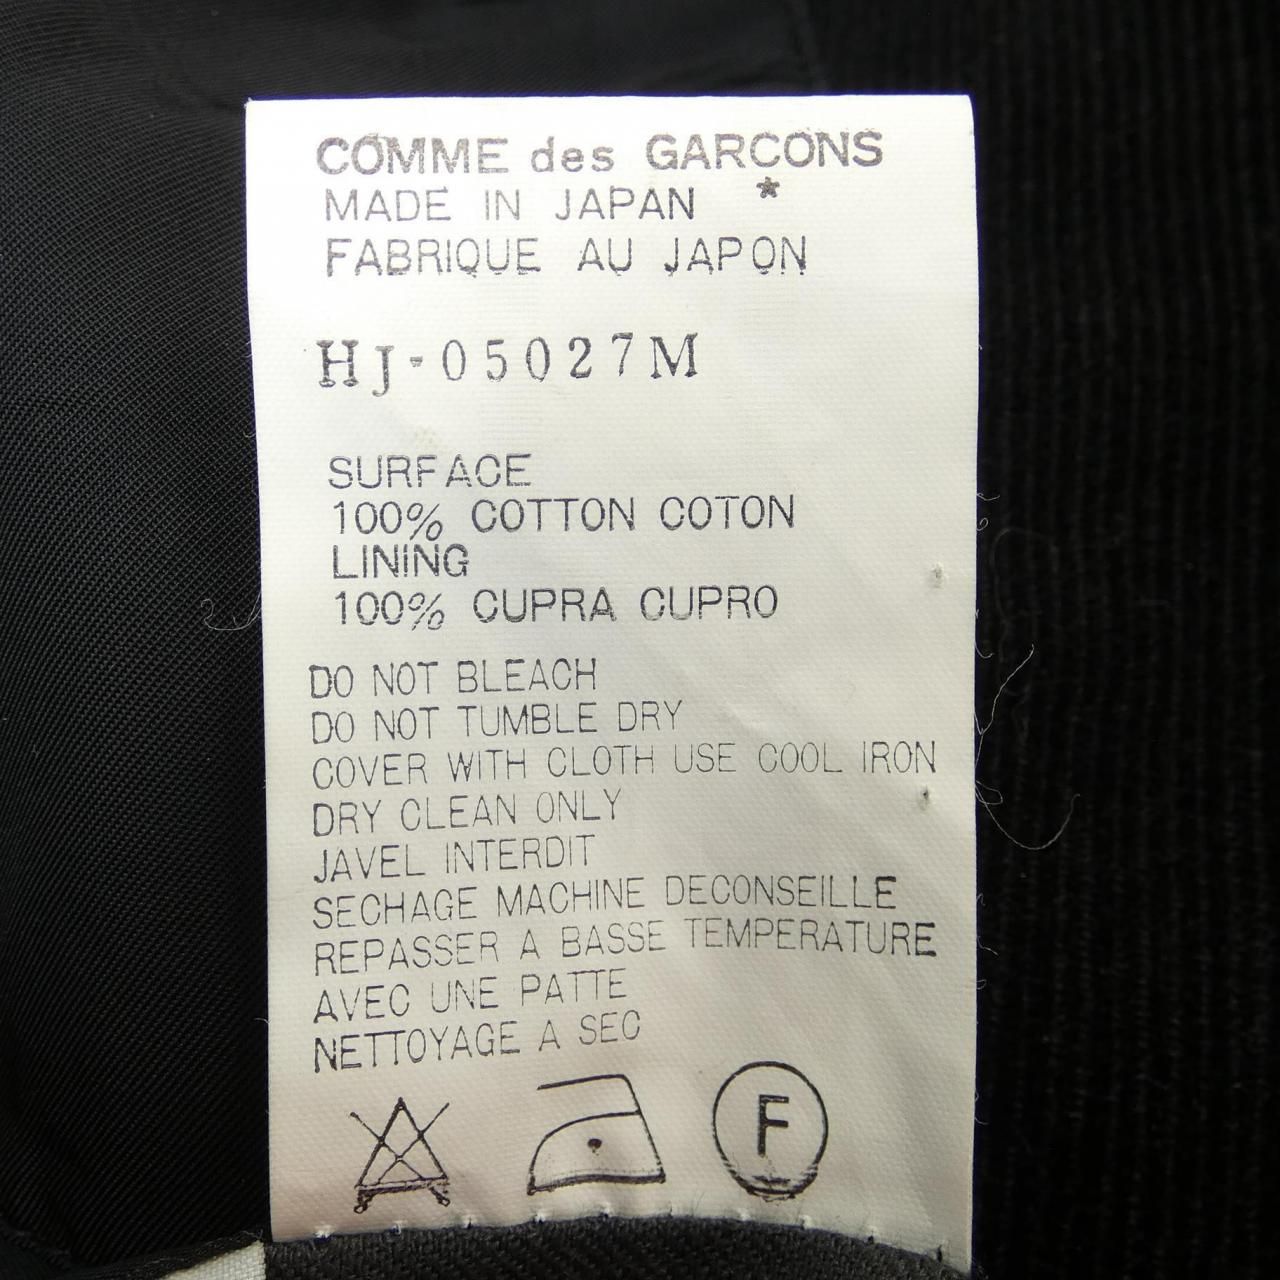 COMME des GARCONS
MADE IN JAPAN *
FABRIQUE AU JAPON
HJ-05027M
SURFACE
100% COTTON COTON
LINING
100% CUPRA CUPRO
DO NOT BLEACH
DO NOT TUMBLE DRY
COVER WITH CLOTH USE COOL IRON
DRY CLEAN ONLY
JAVEL INTERDIT
SECHAGE MACHINE DECONSEILLE
REPASSER A BASSE TEMPERATURE
AVEC UNE PATTE
NETTOYAGE A SEC
F